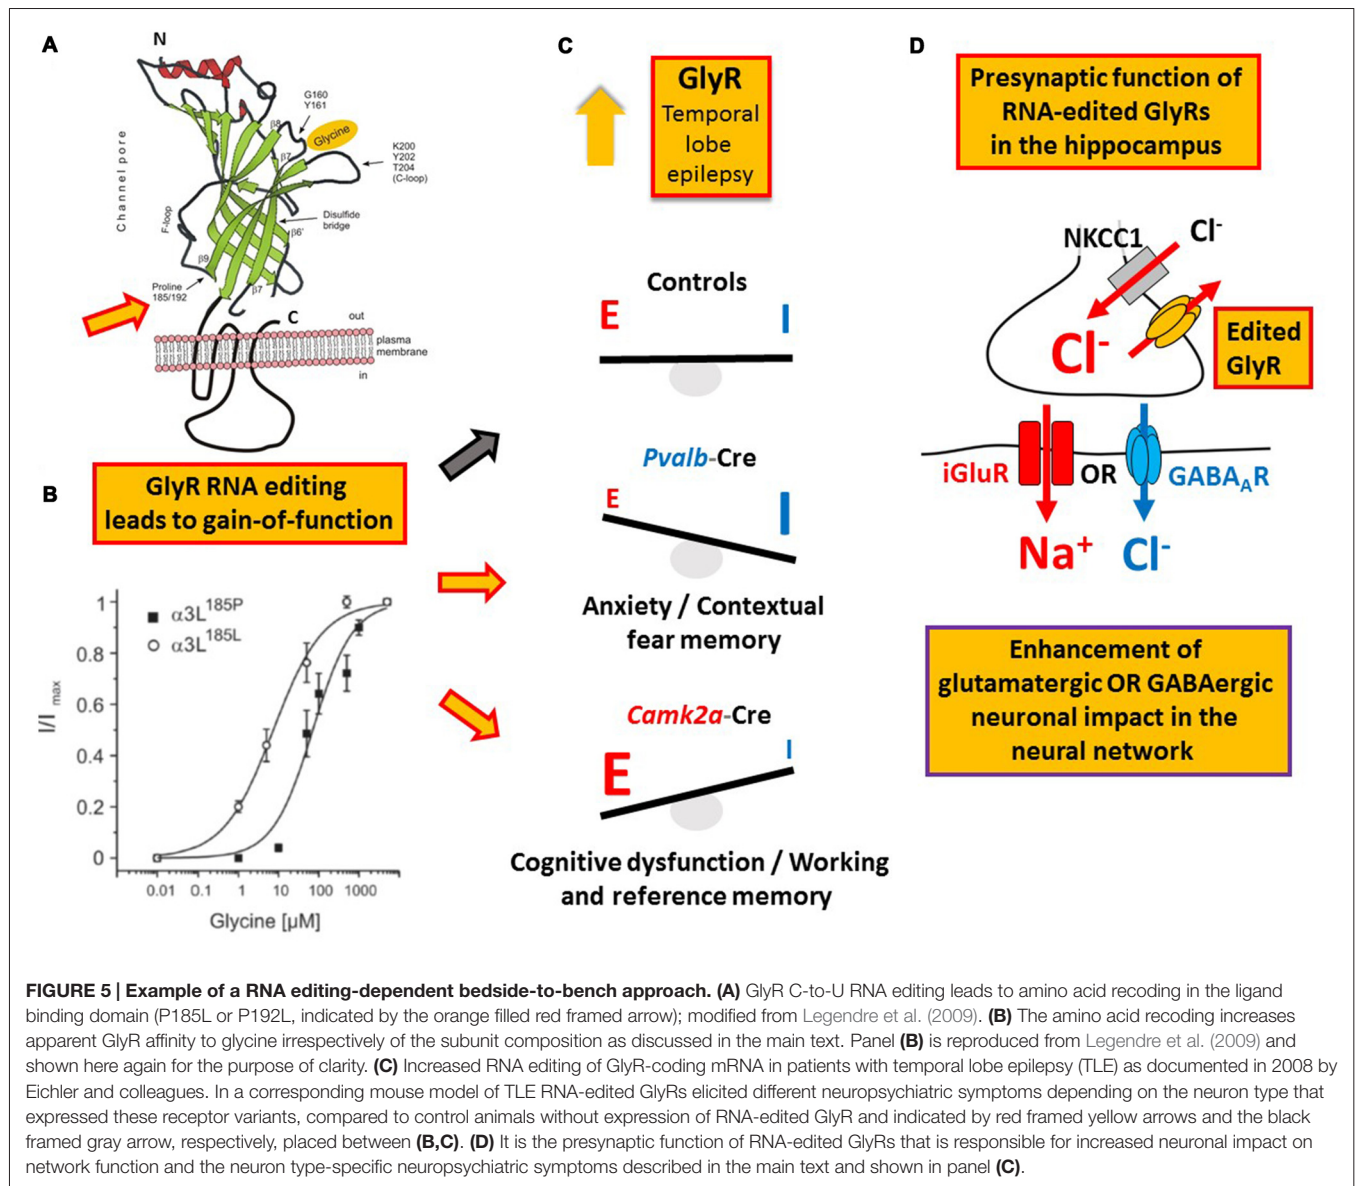 A
N
G160
Y161
β8
Glycine
β7
K200
Y202
T204
(C-loop)
Channel pore
F-loop
Disulfide
bridge
β6'
β9
Proline
185/192
β7
C
out
plasma
membrane
in
B
GlyR RNA editing
leads to gain-of-function
α3L185P
α3L185L
1
0.8
0.6
0.4
0.2
0
I/I max
0.01 0.1 1 10 100 1000
Glycine [µM]
C
GlyR
Temporal
lobe
epilepsy
Controls
E I
Pvalb-Cre
E I
Anxiety / Contextual
fear memory
Camk2a-Cre
E I
Cognitive dysfunction / Working
and reference memory
D
Presynaptic function of
RNA-edited GlyRs
in the hippocampus
NKCC1
Cl-
Cl-
Edited
GlyR
iGluR OR GABAAR
Na+ Cl-
Enhancement of
glutamatergic OR GABAergic
neuronal impact in the
neural network
FIGURE 5 | Example of a RNA editing-dependent bedside-to-bench approach. (A) GlyR C-to-U RNA editing leads to amino acid recoding in the ligand
binding domain (P185L or P192L, indicated by the orange filled red framed arrow); modified from Legendre et al. (2009). (B) The amino acid recoding increases
apparent GlyR affinity to glycine irrespectively of the subunit composition as discussed in the main text. Panel (B) is reproduced from Legendre et al. (2009) and
shown here again for the purpose of clarity. (C) Increased RNA editing of GlyR-coding mRNA in patients with temporal lobe epilepsy (TLE) as documented in 2008 by
Eichler and colleagues. In a corresponding mouse model of TLE RNA-edited GlyRs elicited different neuropsychiatric symptoms depending on the neuron type that
expressed these receptor variants, compared to control animals without expression of RNA-edited GlyR and indicated by red framed yellow arrows and the black
framed gray arrow, respectively, placed between (B,C). (D) It is the presynaptic function of RNA-edited GlyRs that is responsible for increased neuronal impact on
network function and the neuron type-specific neuropsychiatric symptoms described in the main text and shown in panel (C).